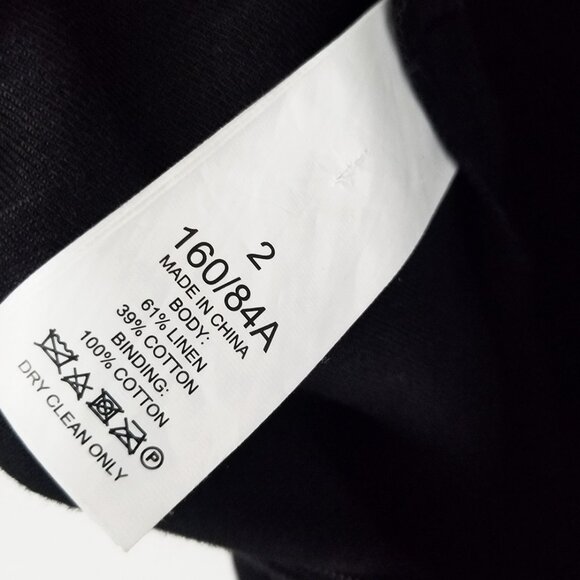 2
160/84A
MADE IN CHINA
BODY:
61% LINEN
39% COTTON
BINDING:
100% COTTON
P
DRY CLEAN ONLY